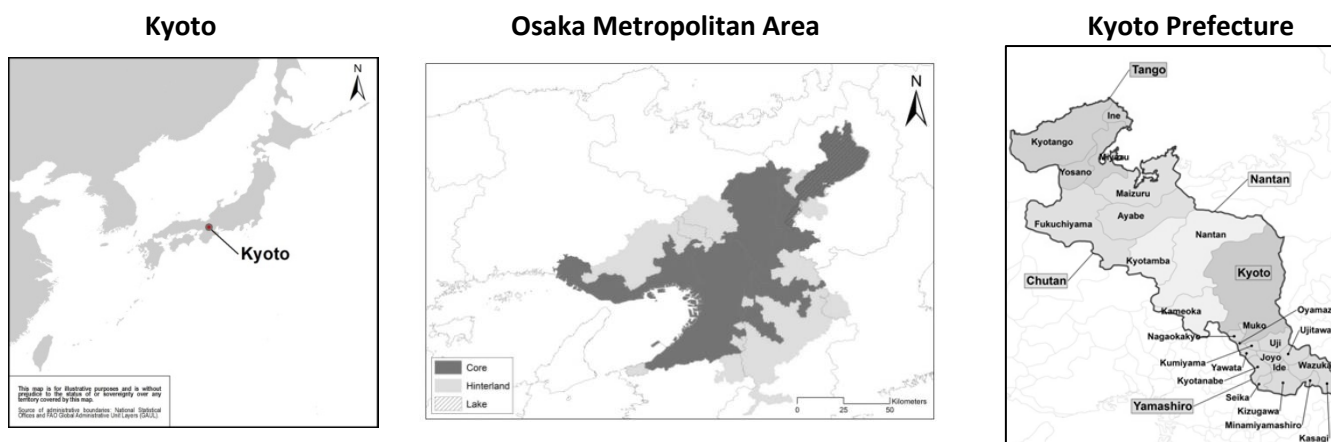 Kyoto
Osaka Metropolitan Area
Kyoto Prefecture
N
Kyoto
This map is for illustrative purposes and is without
prejudice to the status of or sovereignty over any
territory covered by this map.
Source of administrative boundaries: National Statistical
Offices and FAO Global Administrative Unit Layers (GAUL).
N
Core
Hinterland
Lake
Kilometers
0 25 50
Tango
Ine
Kyotango
Yosano
Maizuru
Nantan
Ayabe
Fukuchiyama
Nantan
Kyotamba
Kyoto
Chutan
Kameoka
Oyamaz
Muko
Ujitawa
Nagaokakyo
Uji
Kumiyama
Joyo
Yawata
Ide
Wazuka
Kyotanabe
Seika
Yamashiro
Kizugawa
Minamiyamashiro
Kasagi